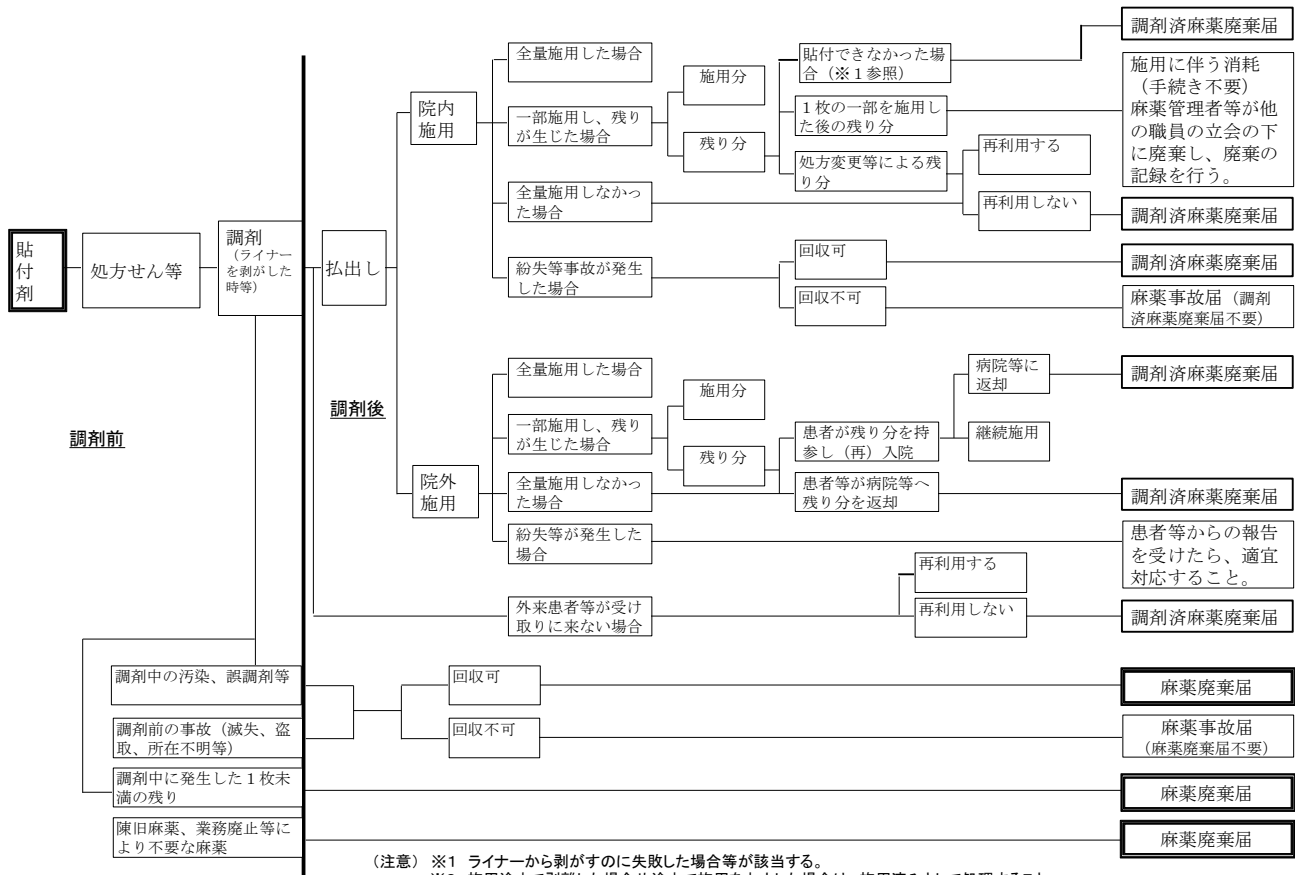 貼
付
剤
処方せん等
調剤
（ライナー
を剥がした
時等）
調剤前
調剤後
払出し
院内
施用
全量施用した場合
一部施用し、残り
が生じた場合
施用分
残り分
貼付できなかった場
合（※１参照）
１枚の一部を施用し
た後の残り分
処方変更等による残
り分
再利用する
再利用しない
全量施用しなかっ
た場合
紛失等事故が発生
した場合
回収可
回収不可
調剤済麻薬廃棄届
施用に伴う消耗
（手続き不要）
麻薬管理者等が他
の職員の立会の下
に廃棄し、廃棄の
記録を行う。
調剤済麻薬廃棄届
調剤済麻薬廃棄届
麻薬事故届（調剤
済麻薬廃棄届不要）
院外
施用
全量施用した場合
一部施用し、残り
が生じた場合
施用分
残り分
患者が残り分を持
参し（再）入院
病院等に
返却
継続施用
調剤済麻薬廃棄届
全量施用しなかっ
た場合
患者等が病院等へ
残り分を返却
調剤済麻薬廃棄届
紛失等が発生した
場合
患者等からの報告
を受けたら、適宜
対応すること。
外来患者等が受け
取りに来ない場合
再利用する
再利用しない
調剤済麻薬廃棄届
調剤中の汚染、誤調剤等
調剤前の事故（滅失、盗
取、所在不明等）
回収可
回収不可
麻薬廃棄届
麻薬事故届
（麻薬廃棄届不要）
調剤中に発生した１枚未
満の残り
麻薬廃棄届
陳旧麻薬、業務廃止等に
より不要な麻薬
麻薬廃棄届
（注意） ※1 ライナーから剥がすのに失敗した場合等が該当する。